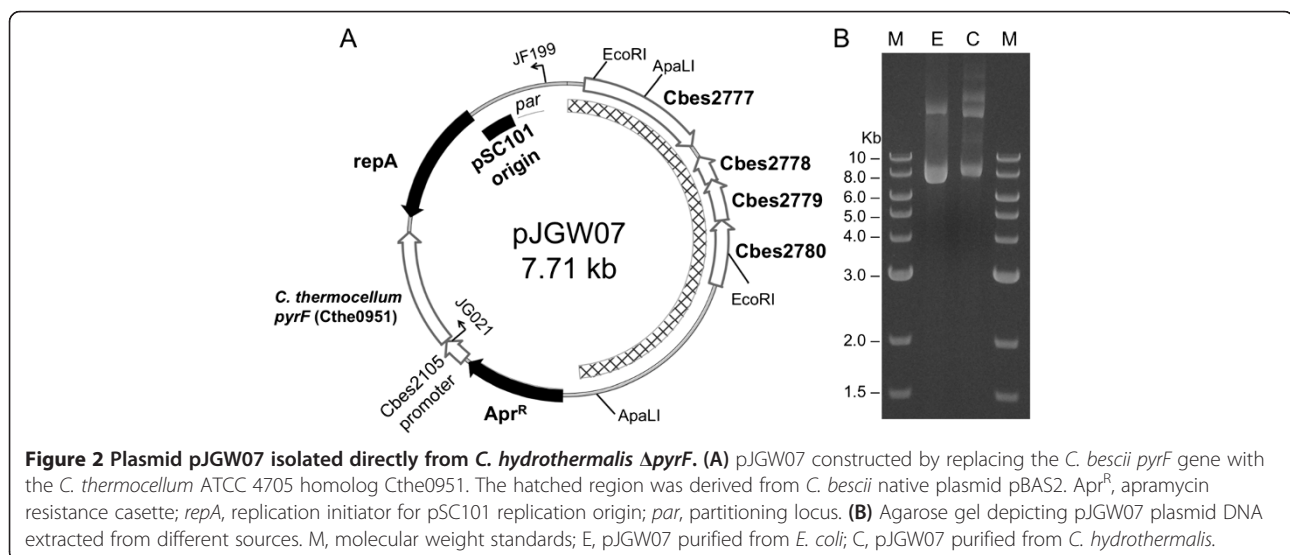 A
B
JF199
EcoRI
ApaLI
Cbes2777
par
pSC101
origin
repA
Cbes2778
Cbes2779
Cbes2780
EcoRI
pJGW07
7.71 kb
C. thermocellum
pyrF (Cthe0951)
JG021
Cbes2105
promoter
Apr^R
ApaLI
M E C M
Kb
10
8.0
6.0
5.0
4.0
3.0
2.0
1.5
Figure 2 Plasmid pJGW07 isolated directly from C. hydrothermalis ΔpyrF. (A) pJGW07 constructed by replacing the C. bescii pyrF gene with
the C. thermocellum ATCC 4705 homolog Cthe0951. The hatched region was derived from C. bescii native plasmid pBAS2. Apr^R, apramycin
resistance casette; repA, replication initiator for pSC101 replication origin; par, partitioning locus. (B) Agarose gel depicting pJGW07 plasmid DNA
extracted from different sources. M, molecular weight standards; E, pJGW07 purified from E. coli; C, pJGW07 purified from C. hydrothermalis.